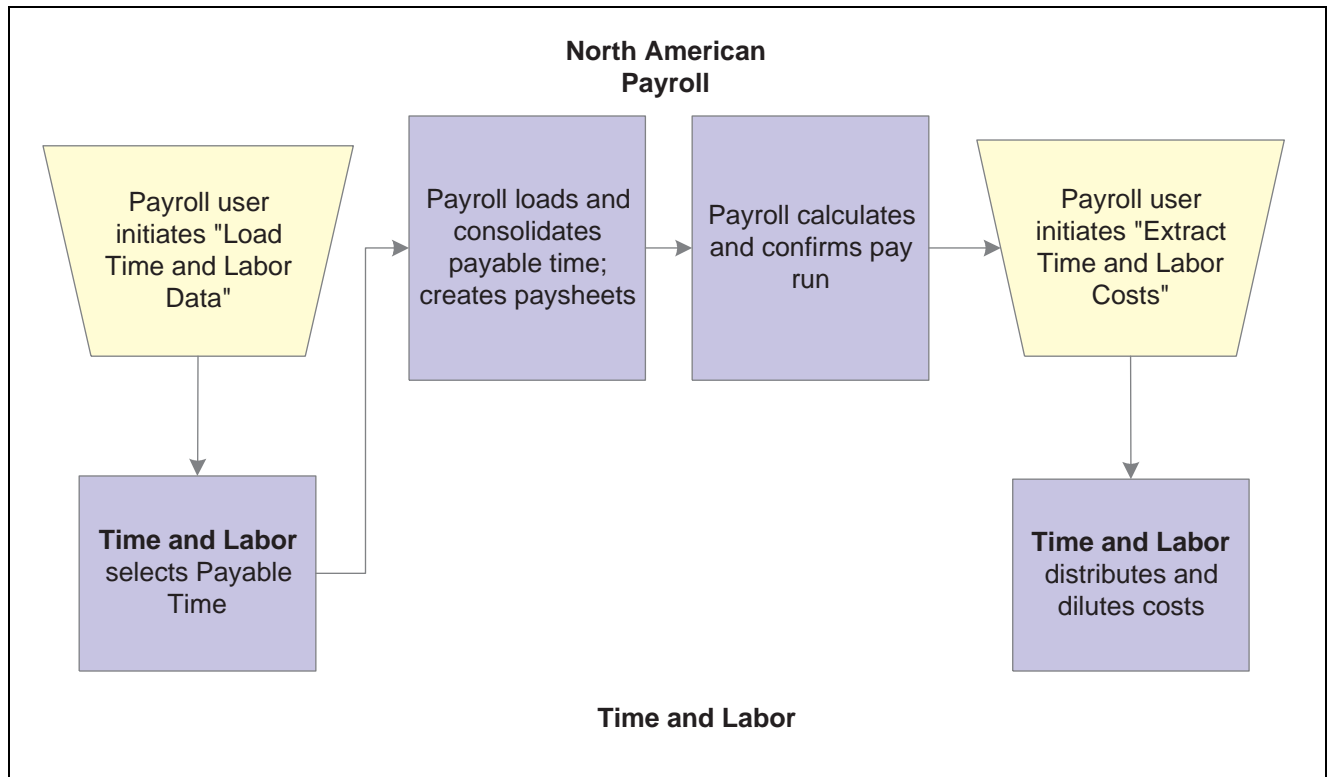 North American
Payroll
Payroll user
initiates "Load
Time and Labor
Data"
Time and Labor
selects Payable
Time
Payroll loads and
consolidates
payable time;
creates paysheets
Payroll calculates
and confirms pay
run
Payroll user
initiates "Extract
Time and Labor
Costs"
Time and Labor
distributes and
dilutes costs
Time and Labor